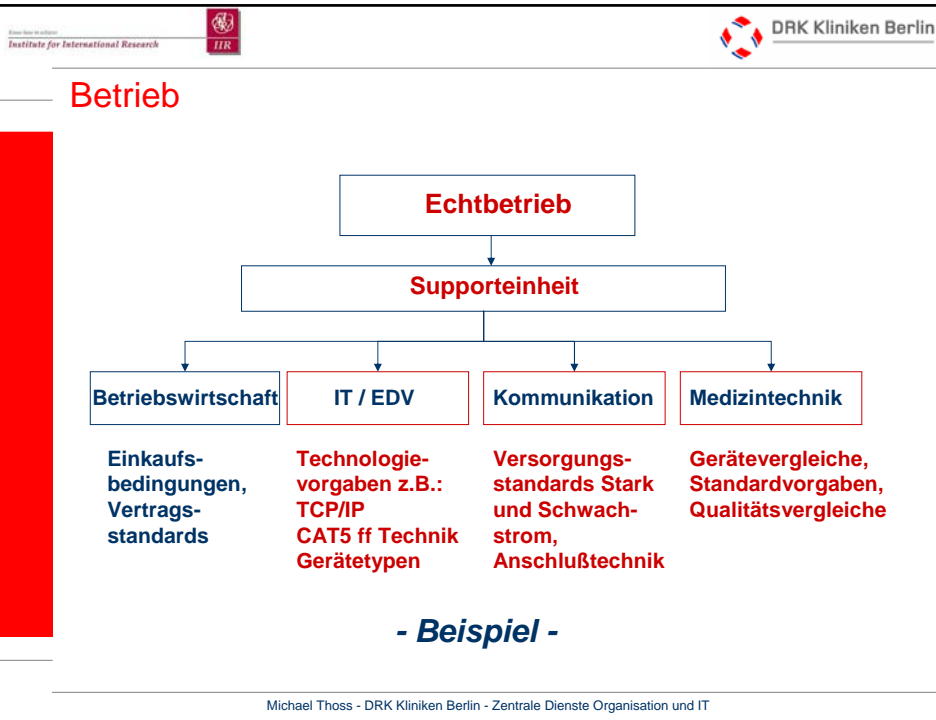 Institute for International Research
IIR
DRK Kliniken Berlin
Betrieb
Echtbetrieb
Supporteinheit
Betriebswirtschaft
IT / EDV
Kommunikation
Medizintechnik
Einkaufs-
bedingungen,
Vertrags-
standards
Technologie-
vorgaben z.B.:
TCP/IP
CAT5 ff Technik
Gerätetypen
Versorgungs-
standards Stark
und Schwach-
strom,
Anschlußtechnik
Gerätevergleiche,
Standardvorgaben,
Qualitätsvergleiche
- Beispiel -
Michael Thoss - DRK Kliniken Berlin - Zentrale Dienste Organisation und IT